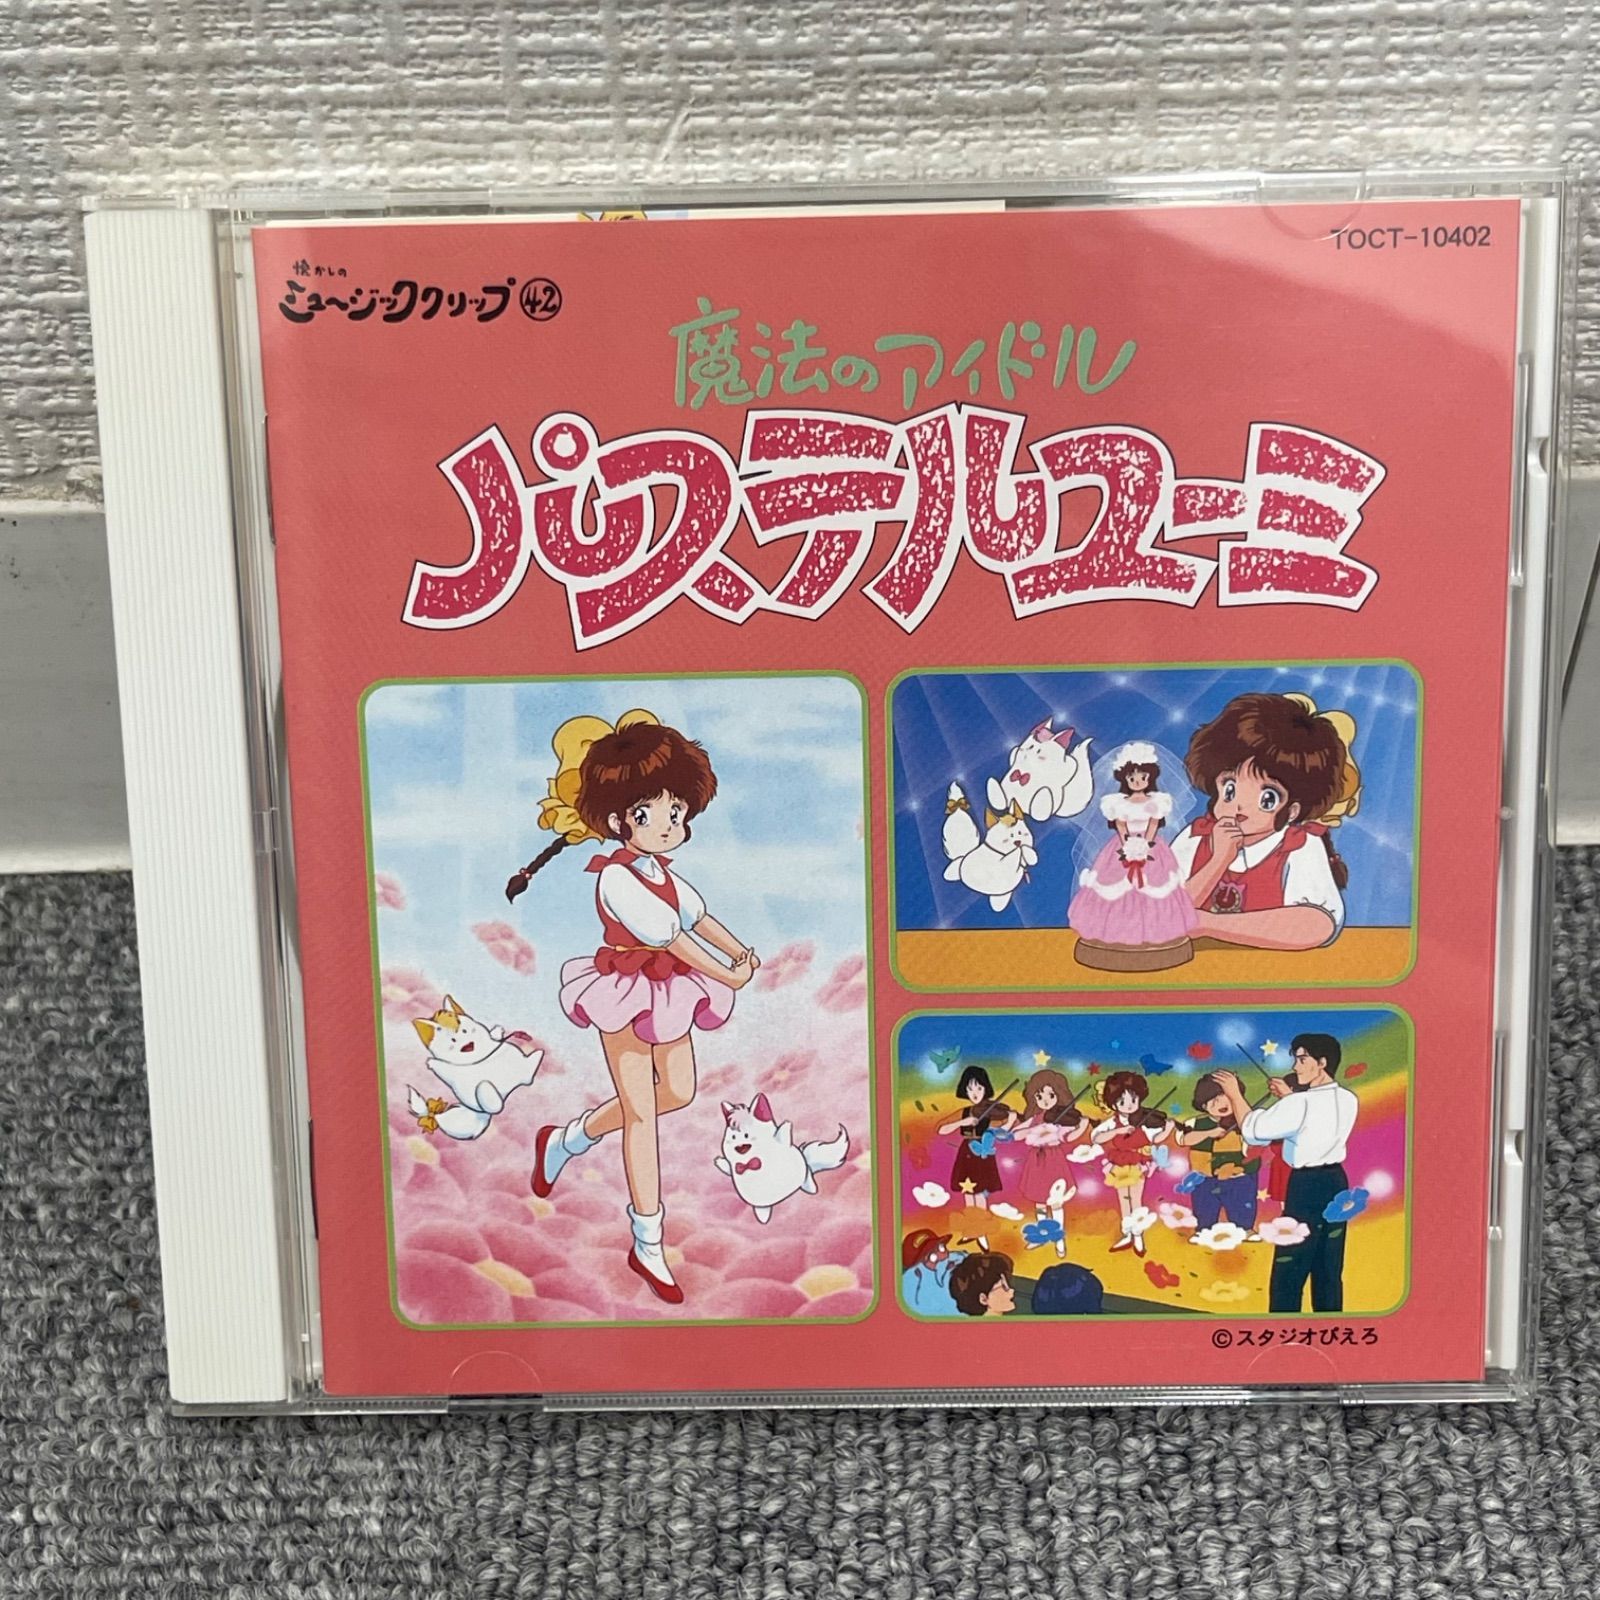 TOCT-10402
懐かしの
ミュージッククリップ㊷
魔法のアイドル
パステルユーミ
©スタジオぴえろ